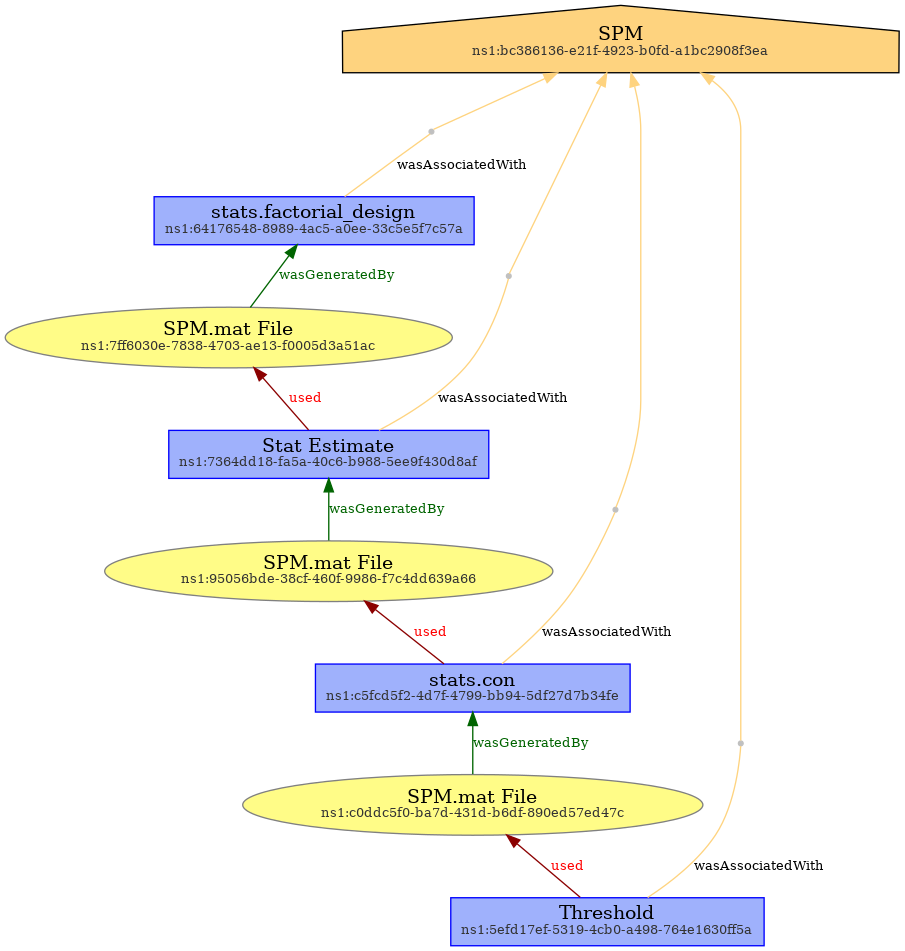 SPM
ns1:bc386136-e21f-4923-b0fd-a1bc2908f3ea
wasAssociatedWith
stats.factorial_design
ns1:64176548-8989-4ac5-a0ee-33c5e5f7c57a
wasGeneratedBy
SPM.mat File
ns1:7ff6030e-7838-4703-ae13-f0005d3a51ac
used
wasAssociatedWith
Stat Estimate
ns1:7364dd18-fa5a-40c6-b988-5ee9f430d8af
wasGeneratedBy
SPM.mat File
ns1:95056bde-38cf-460f-9986-f7c4dd639a66
used
wasAssociatedWith
stats.con
ns1:c5fcd5f2-4d7f-4799-bb94-5df27d7b34fe
wasGeneratedBy
SPM.mat File
ns1:c0ddc5f0-ba7d-431d-b6df-890ed57ed47c
used
wasAssociatedWith
Threshold
ns1:5efd17ef-5319-4cb0-a498-764e1630ff5a